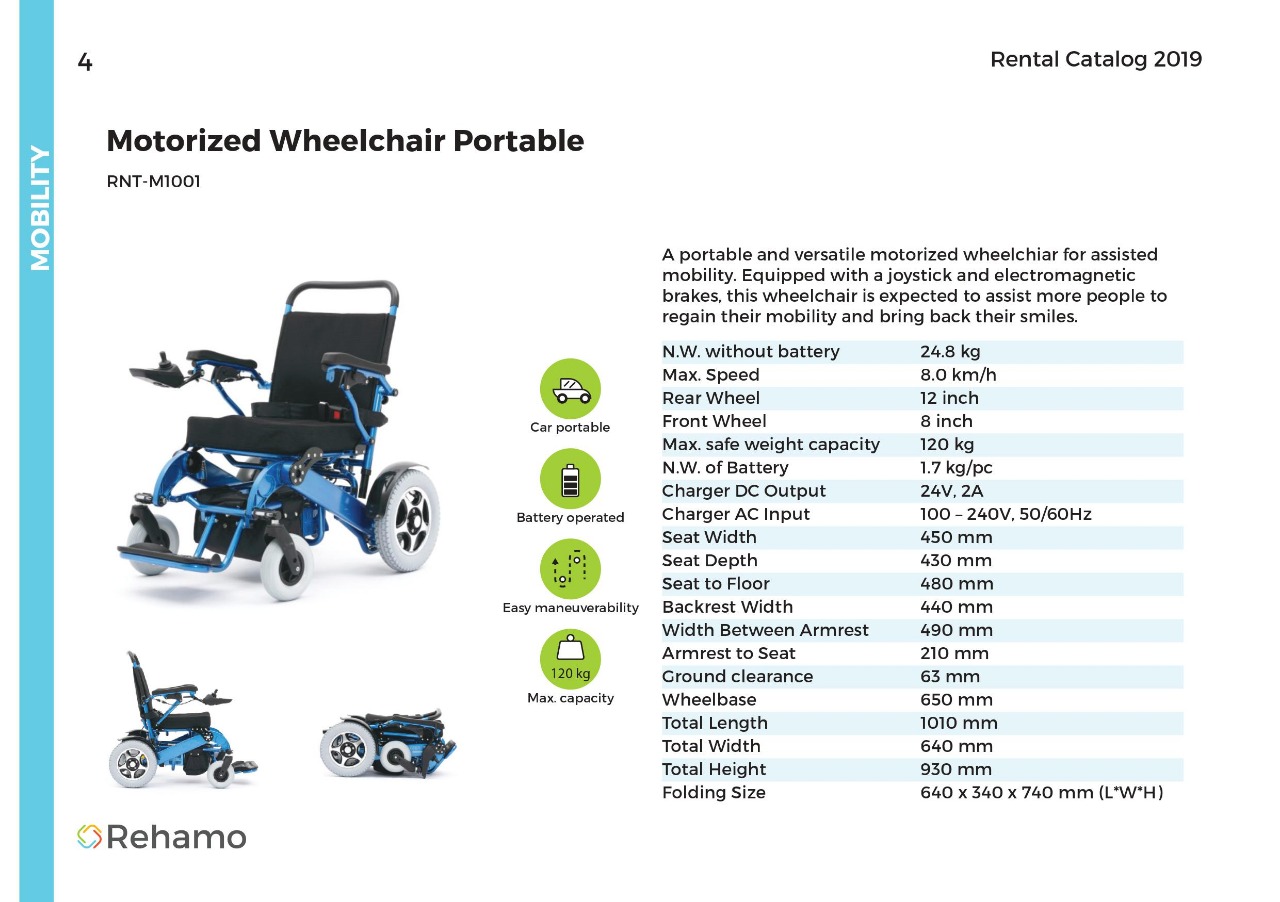 4
Rental Catalog 2019
MOBILITY
Motorized Wheelchair Portable
RNT-M1001
A portable and versatile motorized wheelchiar for assisted
mobility. Equipped with a joystick and electromagnetic
brakes, this wheelchair is expected to assist more people to
regain their mobility and bring back their smiles.
Car portable
Battery operated
Easy maneuverability
120 kg
Max. capacity
N.W. without battery 24.8 kg
Max. Speed 8.0 km/h
Rear Wheel 12 inch
Front Wheel 8 inch
Max. safe weight capacity 120 kg
N.W. of Battery 1.7 kg/pc
Charger DC Output 24V, 2A
Charger AC Input 100 – 240V, 50/60Hz
Seat Width 450 mm
Seat Depth 430 mm
Seat to Floor 480 mm
Backrest Width 440 mm
Width Between Armrest 490 mm
Armrest to Seat 210 mm
Ground clearance 63 mm
Wheelbase 650 mm
Total Length 1010 mm
Total Width 640 mm
Total Height 930 mm
Folding Size 640 x 340 x 740 mm (L*W*H)
Rehamo